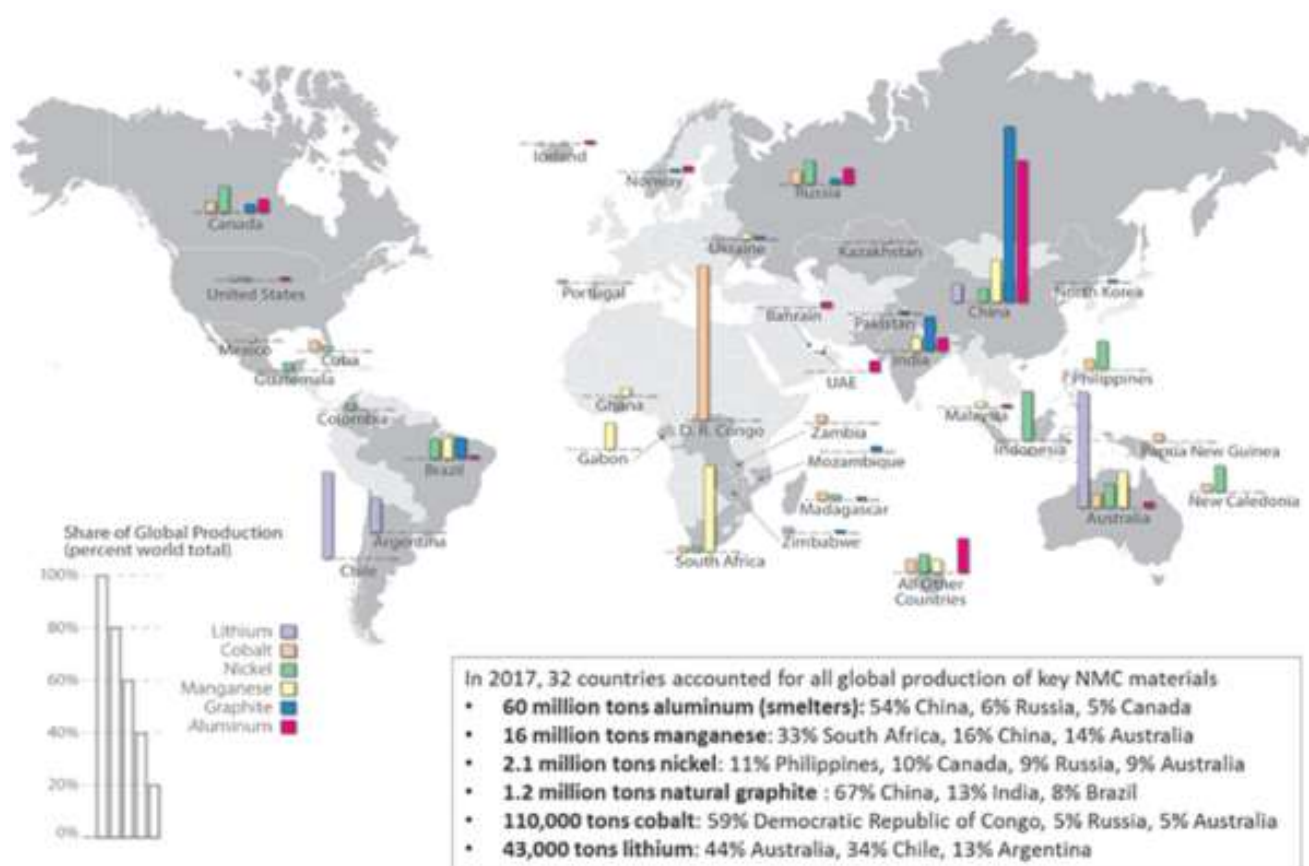 Iceland
Norway
Russia
Canada
Ukraine
Kazakhstan
United States
Portugal
Bahrain
Pakistan
China
North Korea
Mexico
Cuba
Guatemala
India
UAE
Philippines
Colombia
Ghana
D. R. Congo
Zambia
Malaysia
Indonesia
Papua New Guinea
Brazil
Gabon
Mozambique
Madagascar
New Caledonia
Australia
Argentina
Zimbabwe
South Africa
Chile
All Other
Countries
Share of Global Production
(percent world total)
100%
80%
60%
40%
20%
0%
Lithium
Cobalt
Nickel
Manganese
Graphite
Aluminum
In 2017, 32 countries accounted for all global production of key NMC materials
• 60 million tons aluminum (smelters): 54% China, 6% Russia, 5% Canada
• 16 million tons manganese: 33% South Africa, 16% China, 14% Australia
• 2.1 million tons nickel: 11% Philippines, 10% Canada, 9% Russia, 9% Australia
• 1.2 million tons natural graphite : 67% China, 13% India, 8% Brazil
• 110,000 tons cobalt: 59% Democratic Republic of Congo, 5% Russia, 5% Australia
• 43,000 tons lithium: 44% Australia, 34% Chile, 13% Argentina